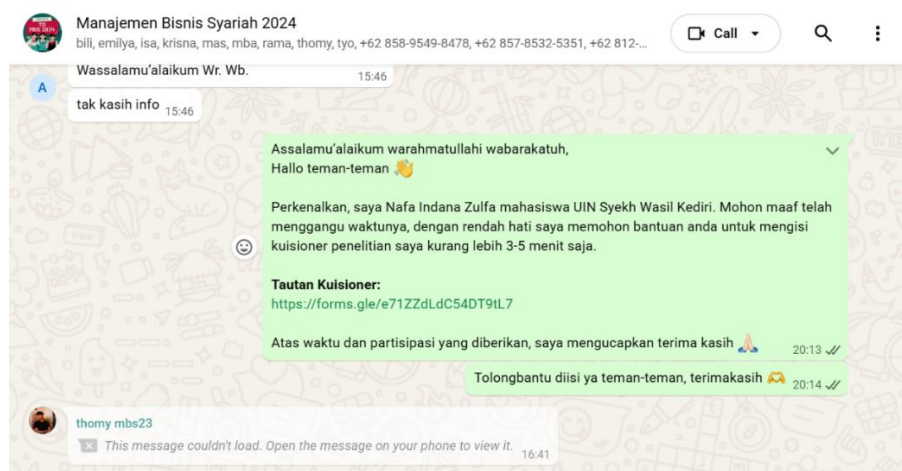 Manajemen Bisnis Syariah 2024
bili, emilya, isa, krisna, mas, mba, rama, thomy, tyo, +62 858-9549-8478, +62 857-8532-5351, +62 812-...
Call
Wassalamu'alaikum Wr. Wb.
15:46
A
tak kasih info 15:46
Assalamu'alaikum warahmatullahi wabarakatuh,
Hallo teman-teman 👋
Perkenalkan, saya Nafa Indana Zulfa mahasiswa UIN Syekh Wasil Kediri. Mohon maaf telah
menggangu waktunya, dengan rendah hati saya memohon bantuan anda untuk mengisi
kuisioner penelitian saya kurang lebih 3-5 menit saja.
Tautan Kuisioner:
https://forms.gle/e71ZZdLdC54DT9tL7
Atas waktu dan partisipasi yang diberikan, saya mengucapkan terima kasih 🙏🏻
20:13
Tolongbantu diisi ya teman-teman, terimakasih 🫶 20:14
thomy mbs23
This message couldn't load. Open the message on your phone to view it. 16:41